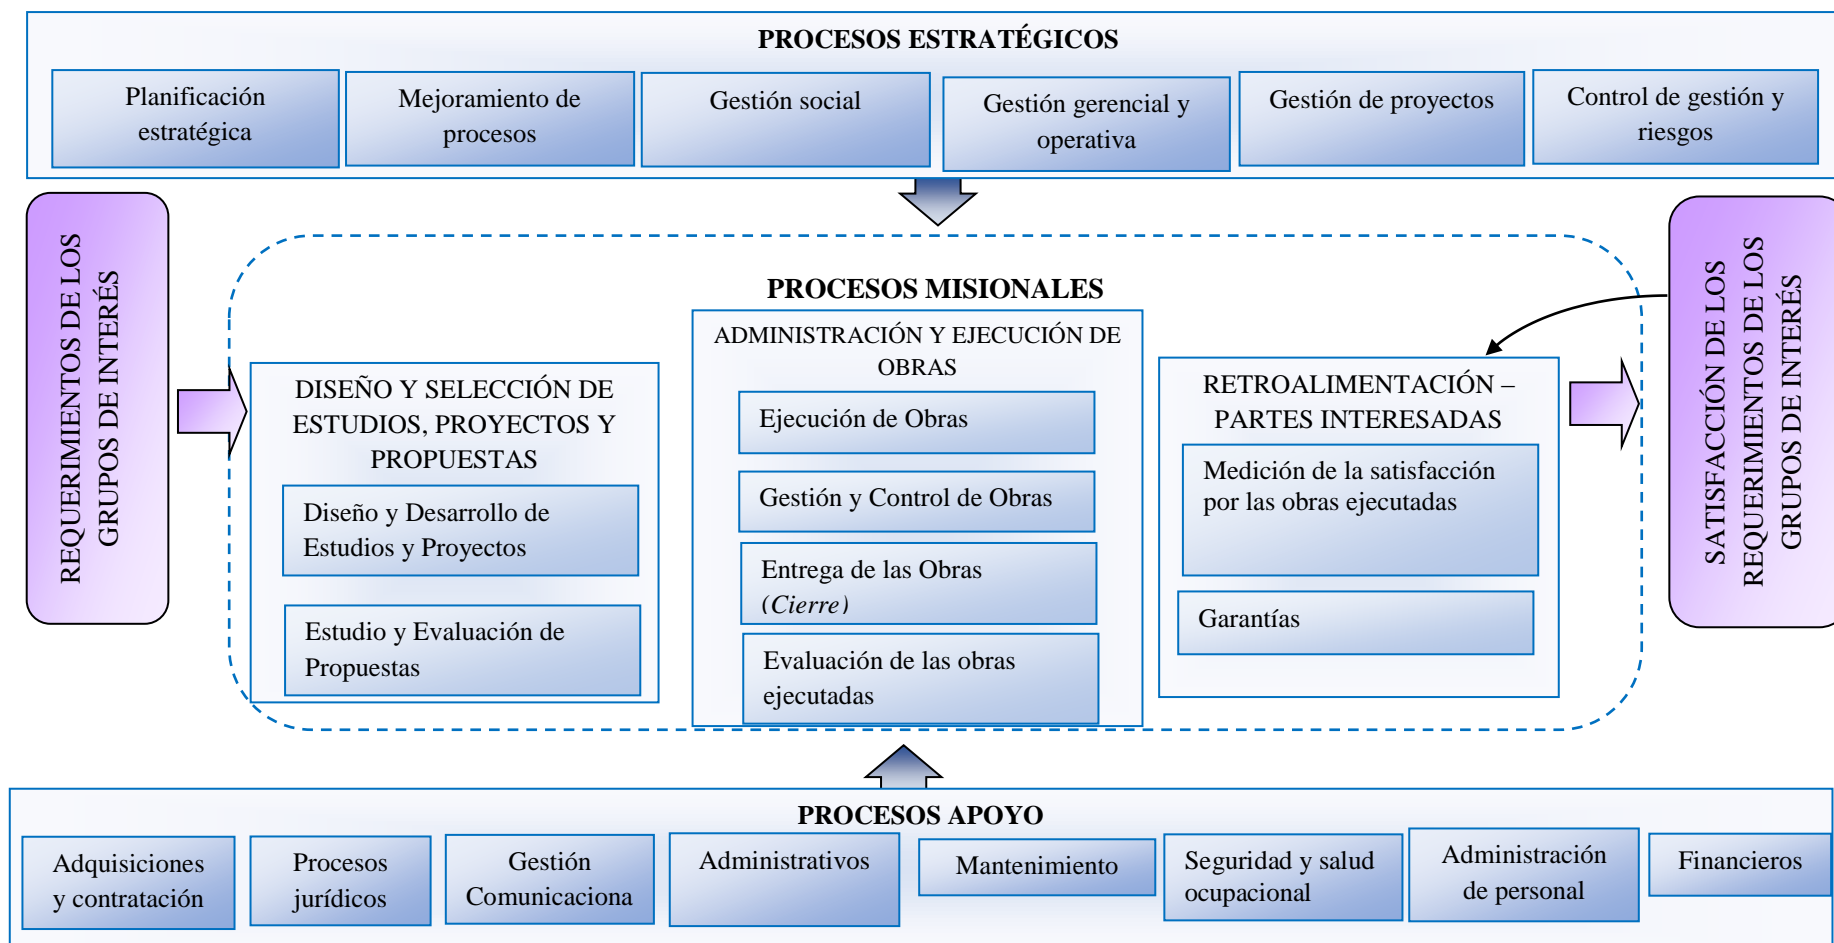 PROCESOS ESTRATÉGICOS
Planificación
estratégica
Mejoramiento de
procesos
Gestión social
Gestión gerencial y
operativa
Gestión de proyectos
Control de gestión y
riesgos
REQUERIMIENTOS DE LOS
GRUPOS DE INTERÉS
PROCESOS MISIONALES
DISEÑO Y SELECCIÓN DE
ESTUDIOS, PROYECTOS Y
PROPUESTAS
Diseño y Desarrollo de
Estudios y Proyectos
Estudio y Evaluación de
Propuestas
ADMINISTRACIÓN Y EJECUCIÓN DE
OBRAS
Ejecución de Obras
Gestión y Control de Obras
Entrega de las Obras
(Cierre)
Evaluación de las obras
ejecutadas
RETROALIMENTACIÓN –
PARTES INTERESADAS
Medición de la satisfacción
por las obras ejecutadas
Garantías
SATISFACCIÓN DE LOS
REQUERIMIENTOS DE LOS
GRUPOS DE INTERÉS
PROCESOS APOYO
Adquisiciones
y contratación
Procesos
jurídicos
Gestión
Comunicaciona
Administrativos
Mantenimiento
Seguridad y salud
ocupacional
Administración
de personal
Financieros